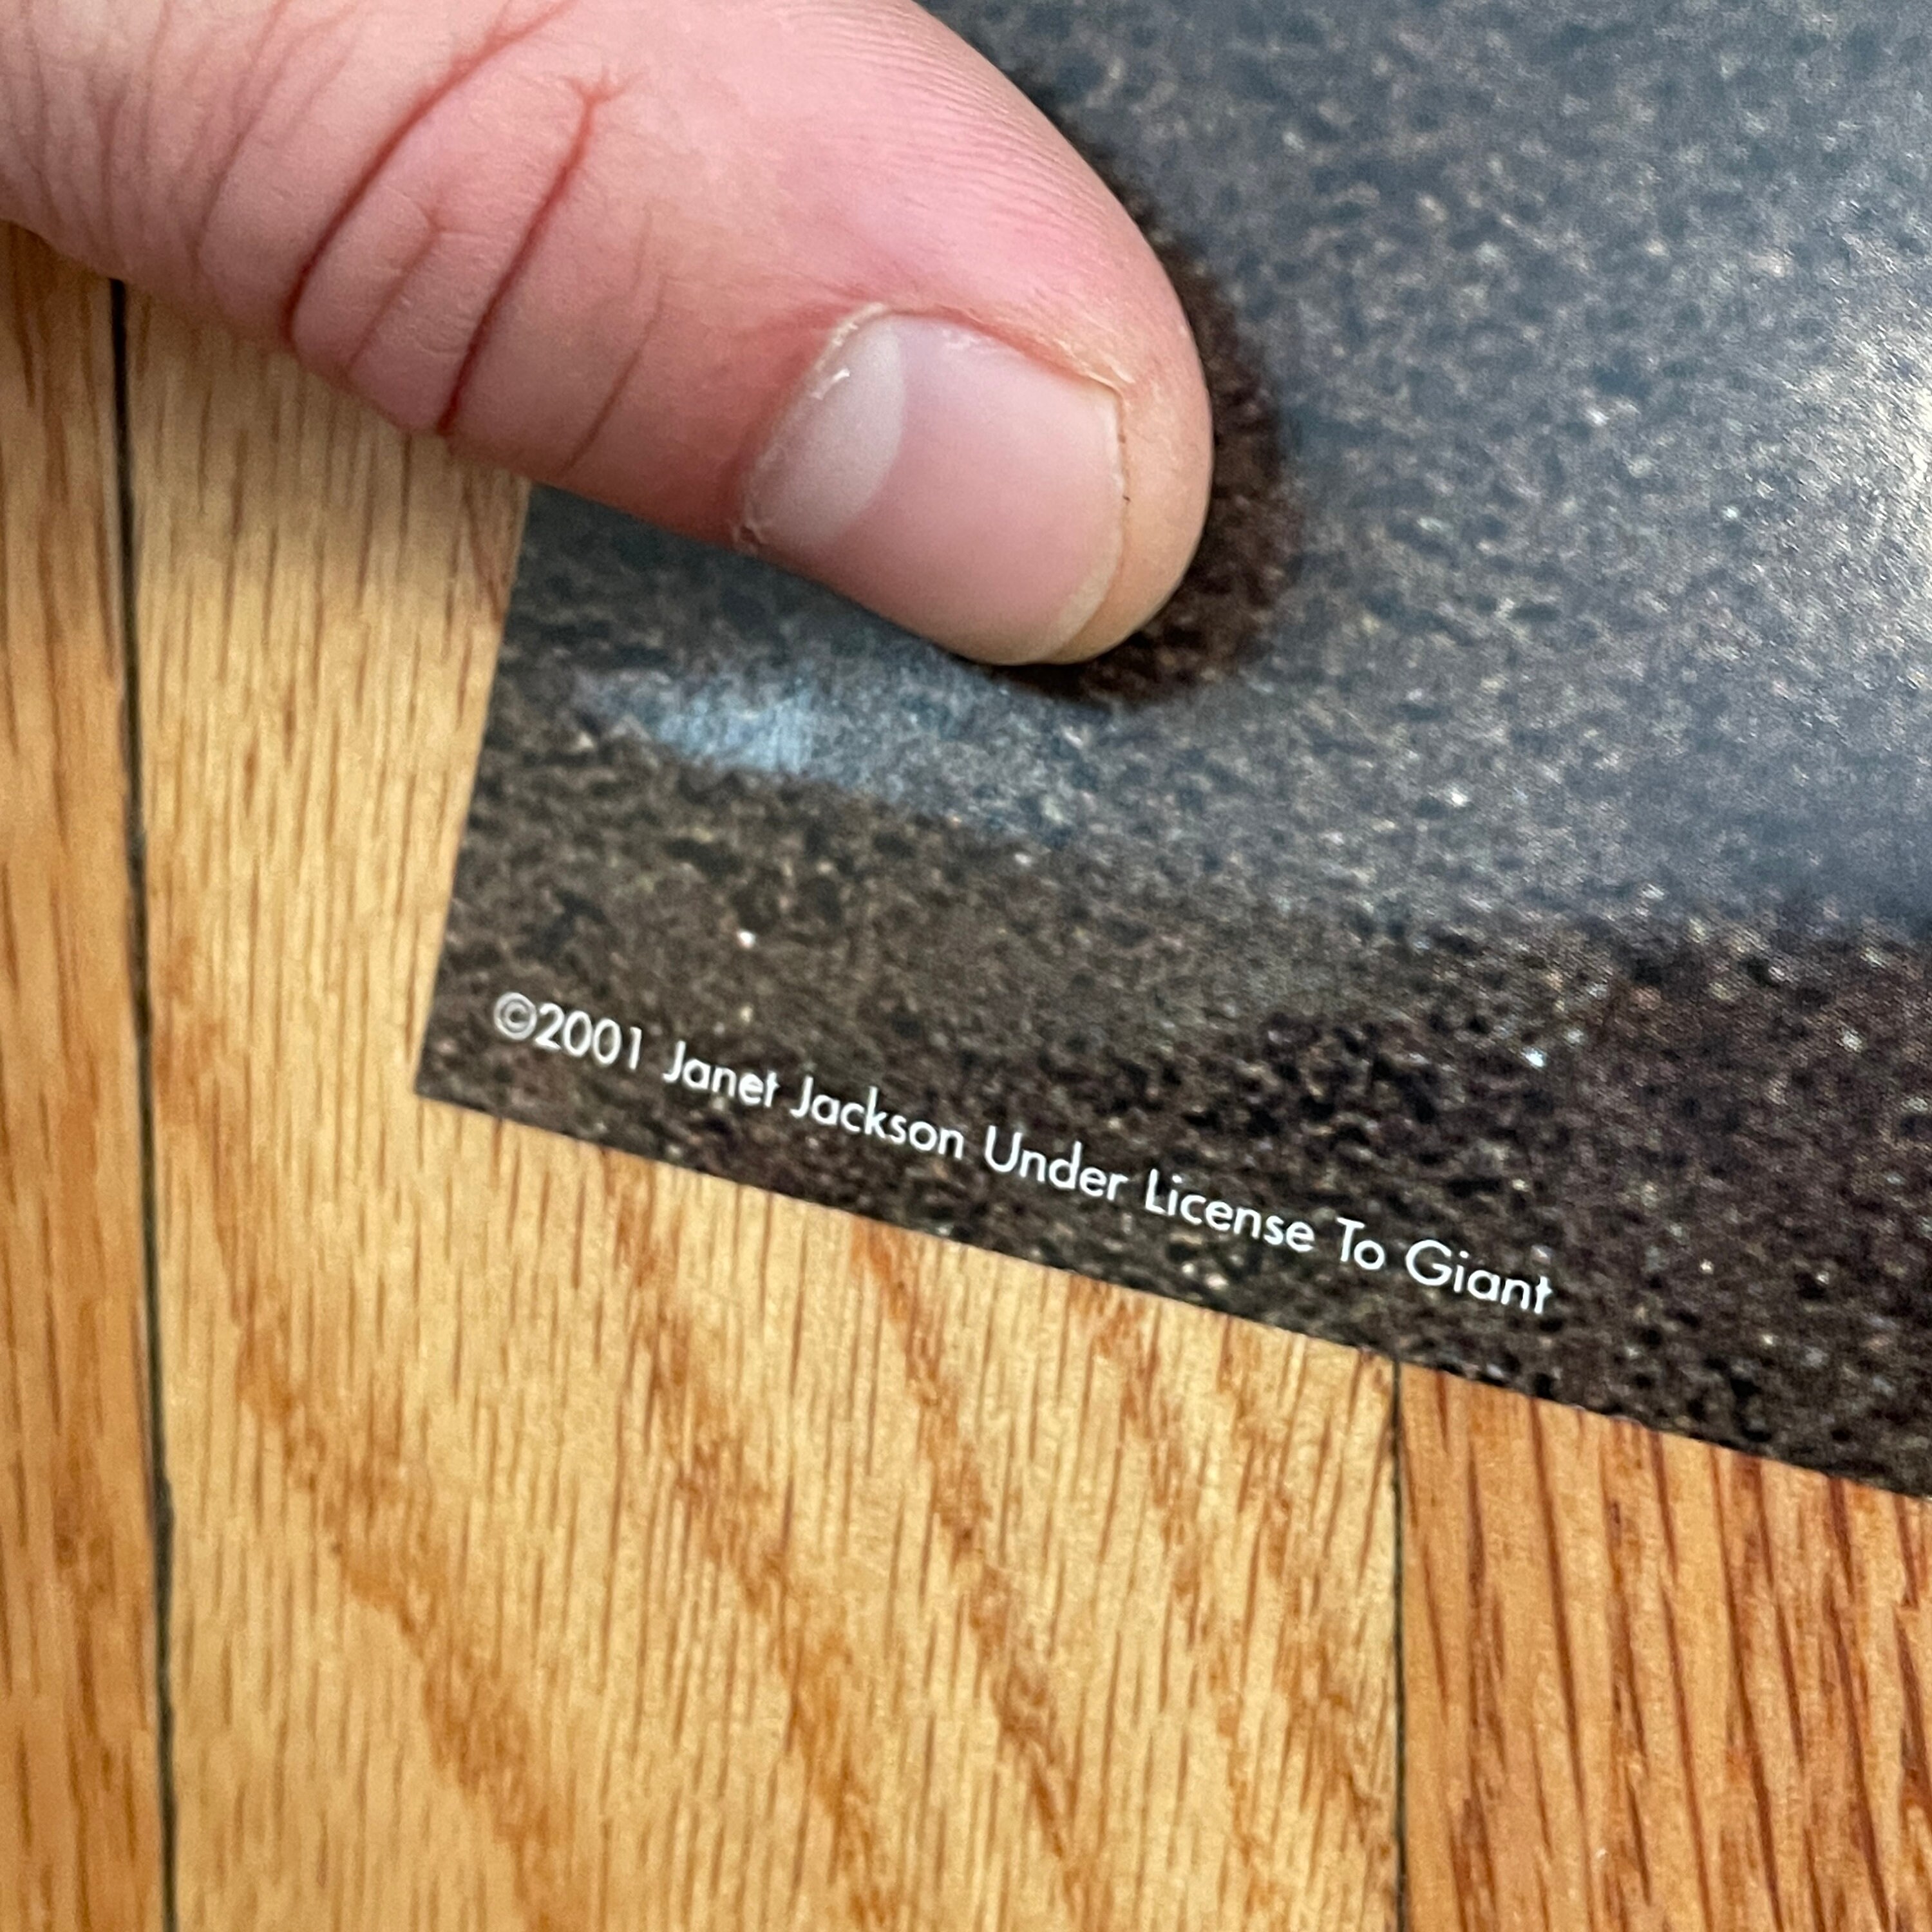 ©2001 Janet Jackson Under License To Giant